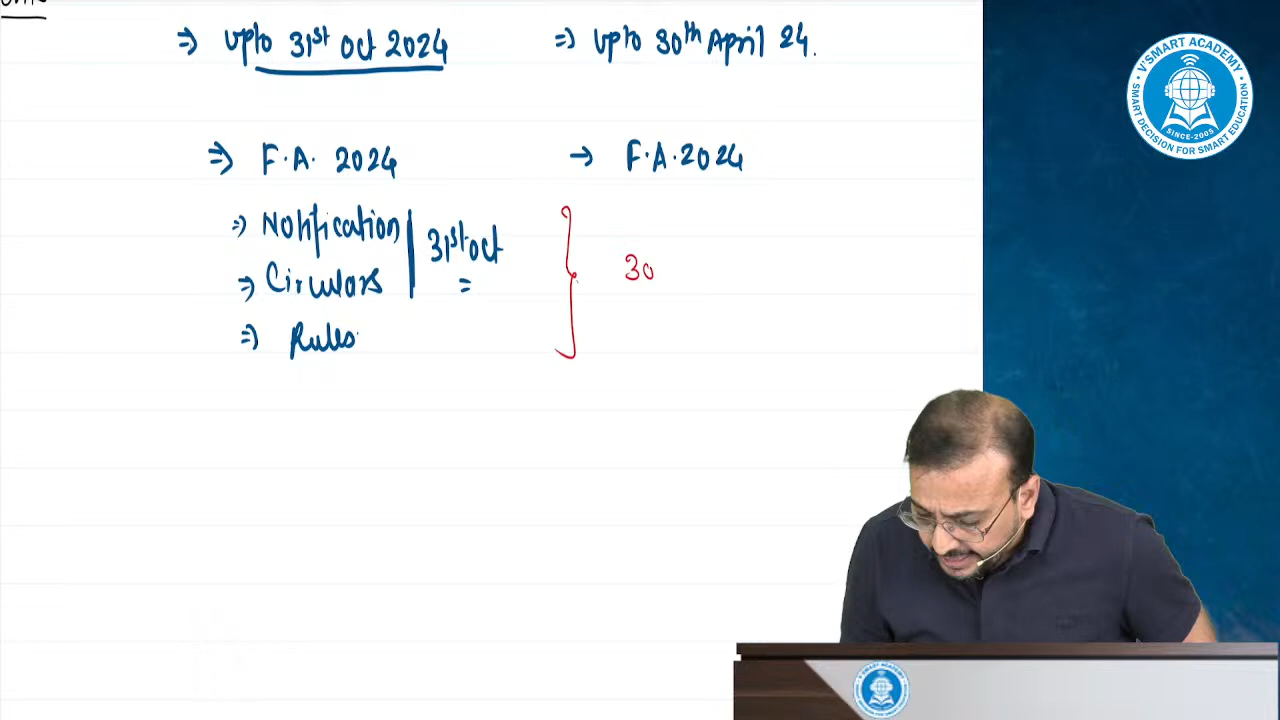 ⇒ upto 31st Oct 2024
⇒ upto 30th April 24.
⇒ F.A. 2024
→ F.A. 2024
⇒ Notification
⇒ Circulars
⇒ Rules
31st Oct
=
30
V'SMART ACADEMY
SMART DECISION FOR SMART EDUCATION
SINCE-2005